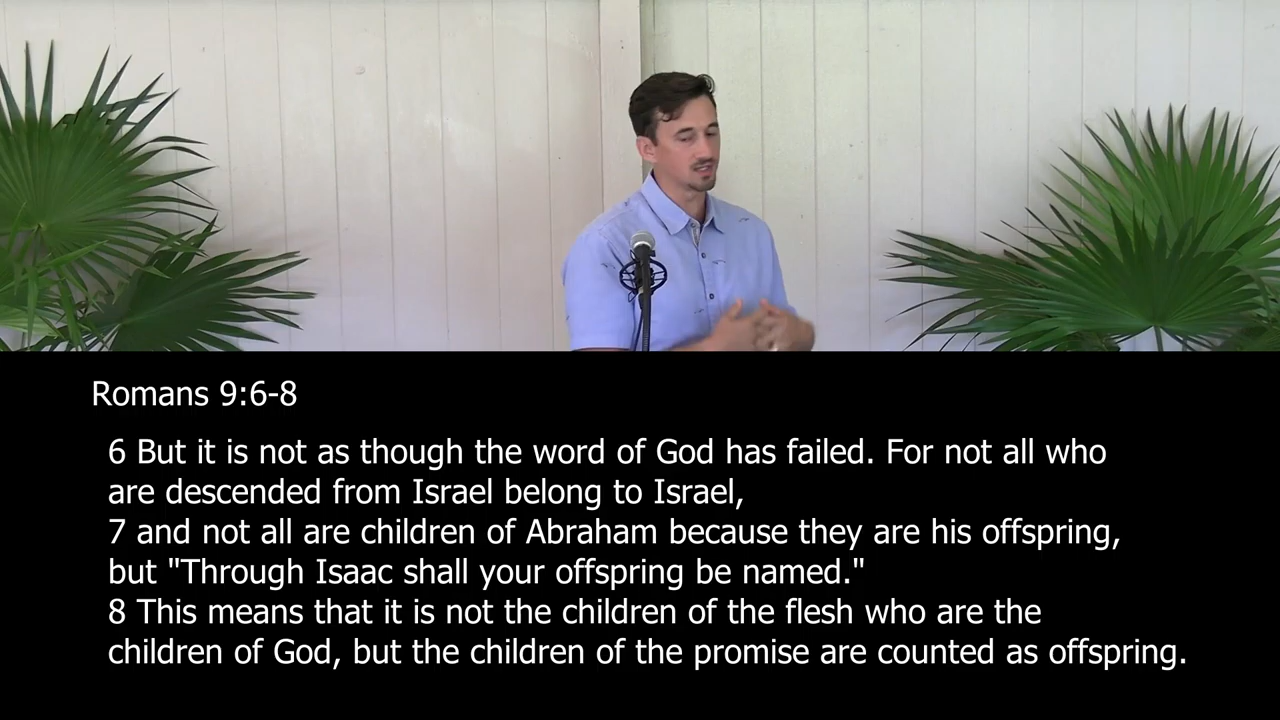 Romans 9:6-8
6 But it is not as though the word of God has failed. For not all who
are descended from Israel belong to Israel,
7 and not all are children of Abraham because they are his offspring,
but "Through Isaac shall your offspring be named."
8 This means that it is not the children of the flesh who are the
children of God, but the children of the promise are counted as offspring.